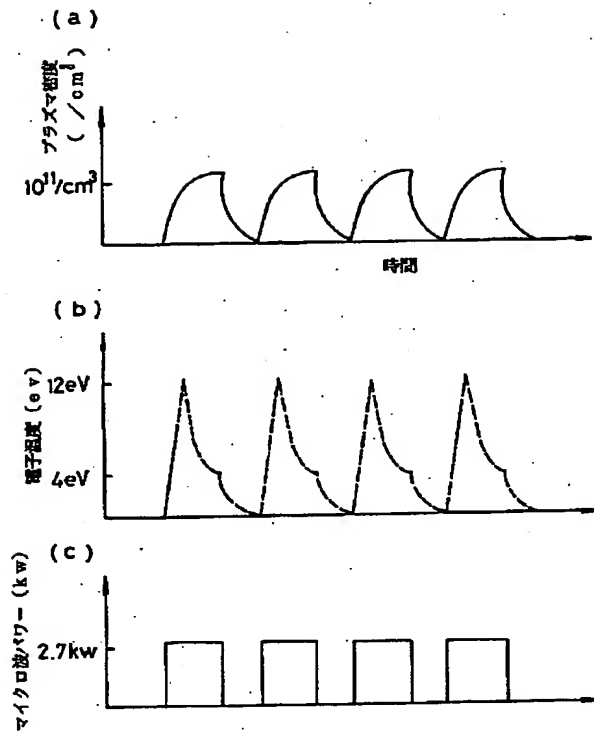 (a)
プラズマ密度
( /cm³)
10¹¹/cm³
時間
(b)
電子温度(ev)
12eV
4eV
(c)
マイクロ波パワー(kw)
2.7kw